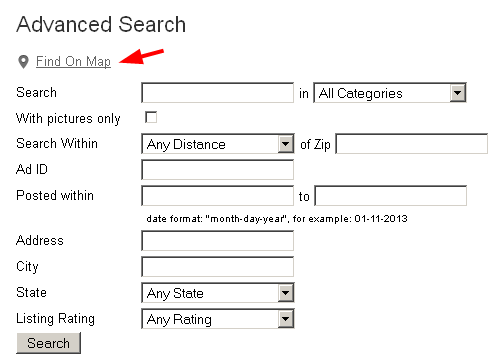 Advanced Search
Find On Map
Search in All Categories
With pictures only
Search Within Any Distance of Zip
Ad ID
Posted within to
date format: "month-day-year", for example: 01-11-2013
Address
City
State Any State
Listing Rating Any Rating
Search